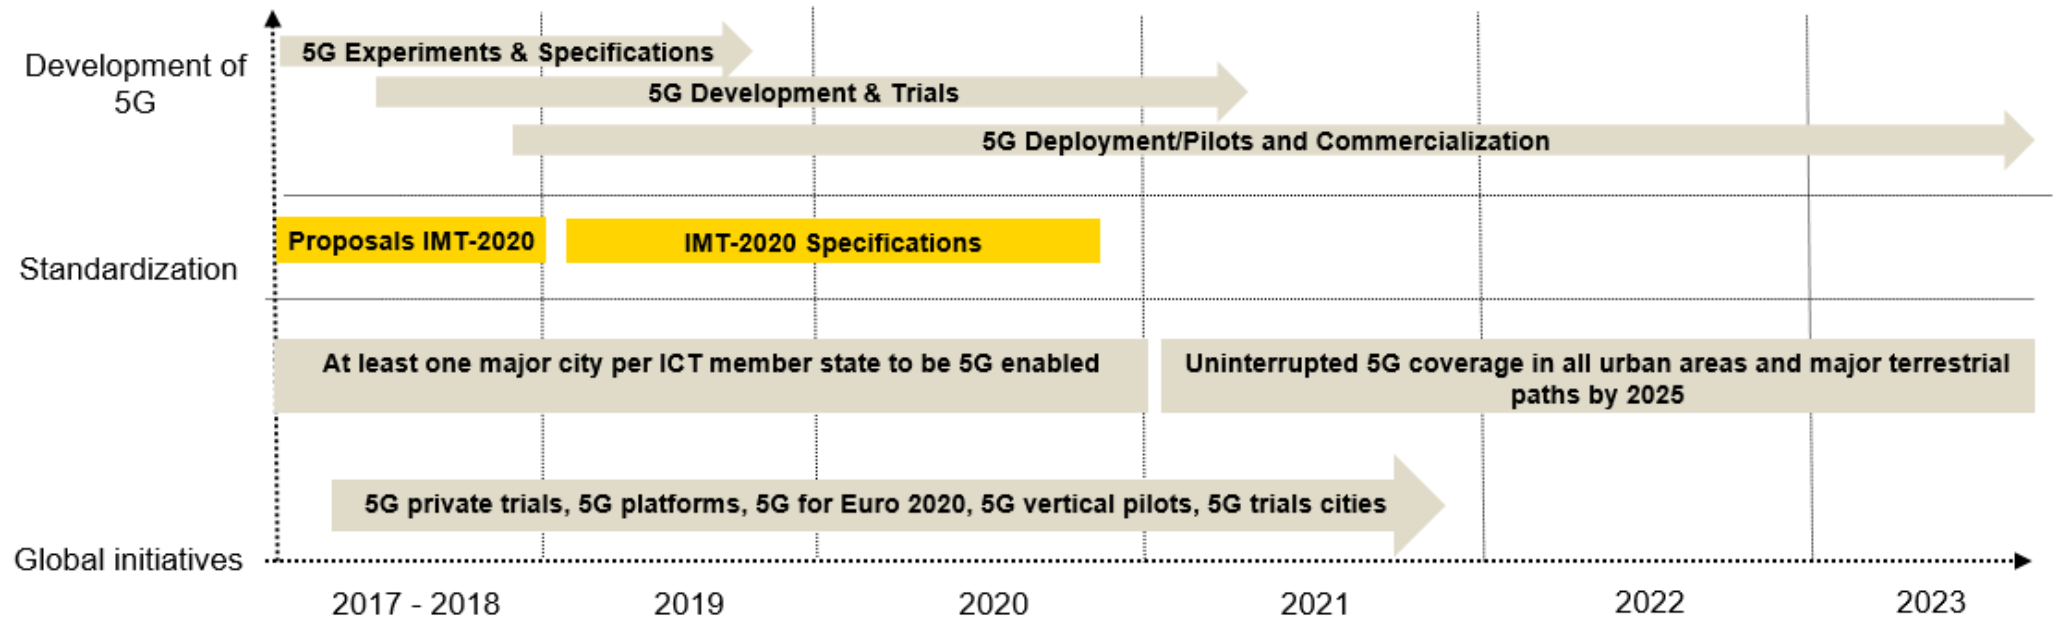 5G Experiments & Specifications
Development of
5G
5G Development & Trials
5G Deployment/Pilots and Commercialization
Proposals IMT-2020
IMT-2020 Specifications
Standardization
At least one major city per ICT member state to be 5G enabled
Uninterrupted 5G coverage in all urban areas and major terrestrial
paths by 2025
5G private trials, 5G platforms, 5G for Euro 2020, 5G vertical pilots, 5G trials cities
Global initiatives
2017 - 2018
2019
2020
2021
2022
2023